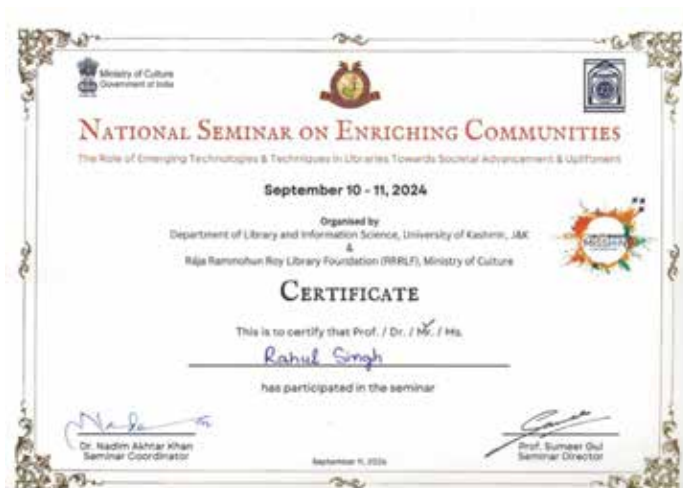 Ministry of Culture
Government of India
NATIONAL SEMINAR ON ENRICHING COMMUNITIES
The Role of Emerging Technologies & Techniques in Libraries Towards Societal Advancement & Upliftment
September 10 - 11, 2024
Organised by
Department of Library and Information Science, University of Kashmir, J&K
&
Raja Rammohun Roy Library Foundation (RRRLF), Ministry of Culture
MISSION
CERTIFICATE
This is to certify that Prof. / Dr. / Mr. / Ms.
Rahul Singh
has participated in the seminar
Dr. Nadim Akhtar Khan
Seminar Coordinator
September 11, 2024
Prof. Sumeer Gul
Seminar Director